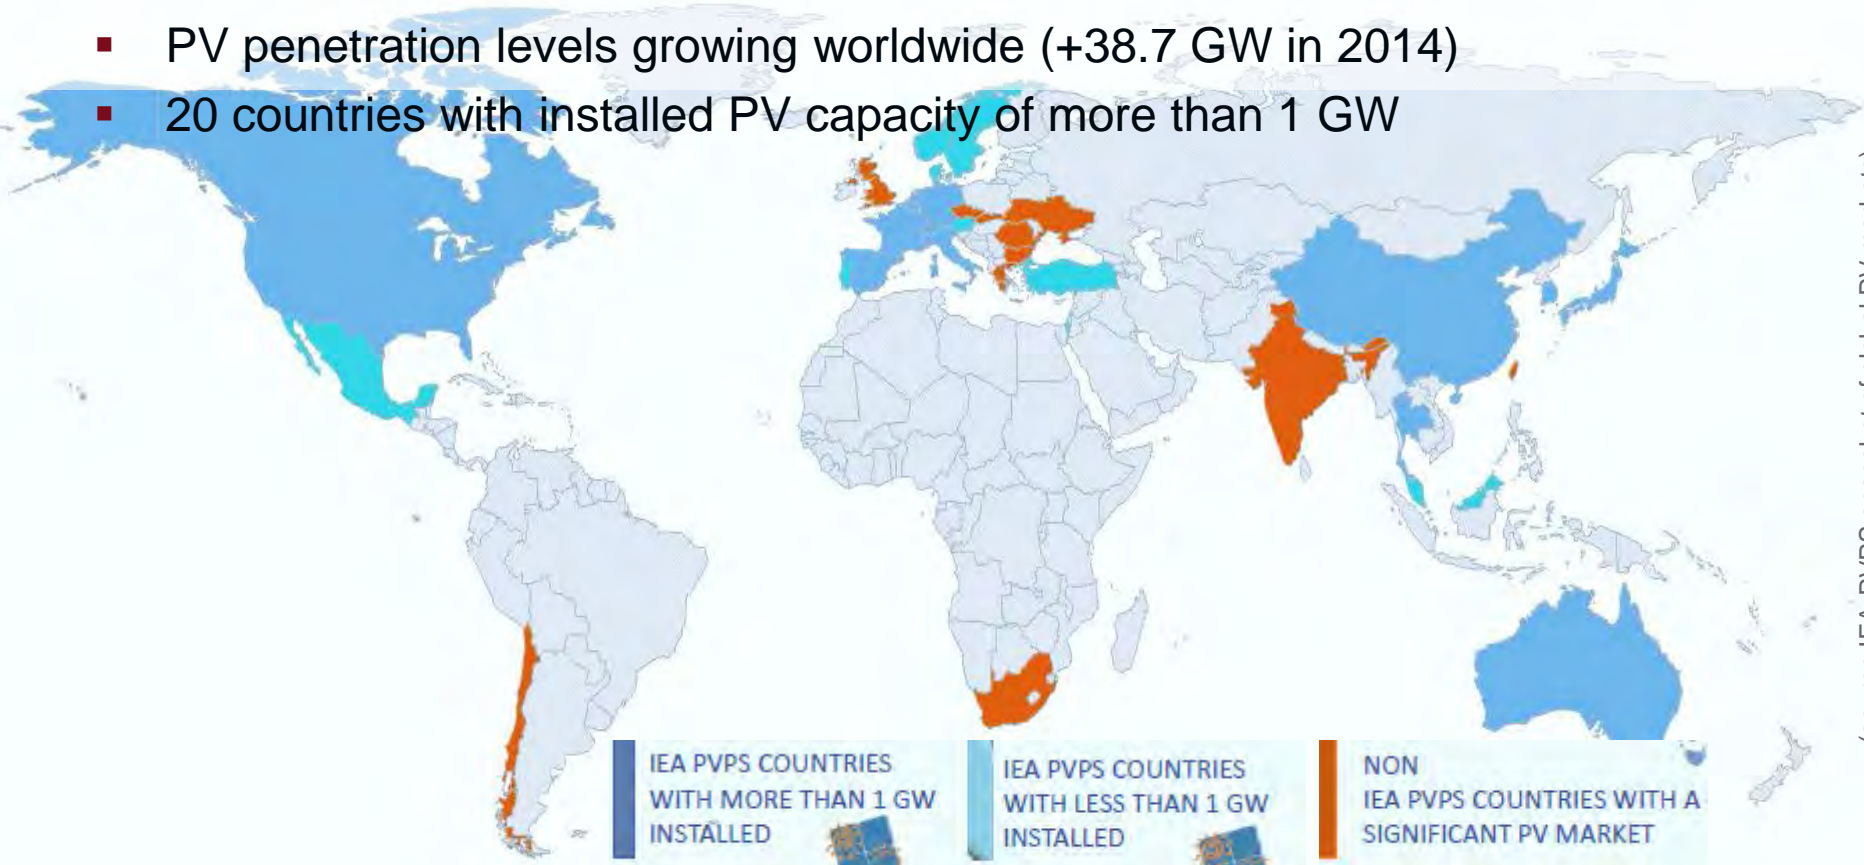 ▪ PV penetration levels growing worldwide (+38.7 GW in 2014)
▪ 20 countries with installed PV capacity of more than 1 GW
IEA PVPS COUNTRIES
WITH MORE THAN 1 GW
INSTALLED
IEA PVPS COUNTRIES
WITH LESS THAN 1 GW
INSTALLED
NON
IEA PVPS COUNTRIES WITH A
SIGNIFICANT PV MARKET